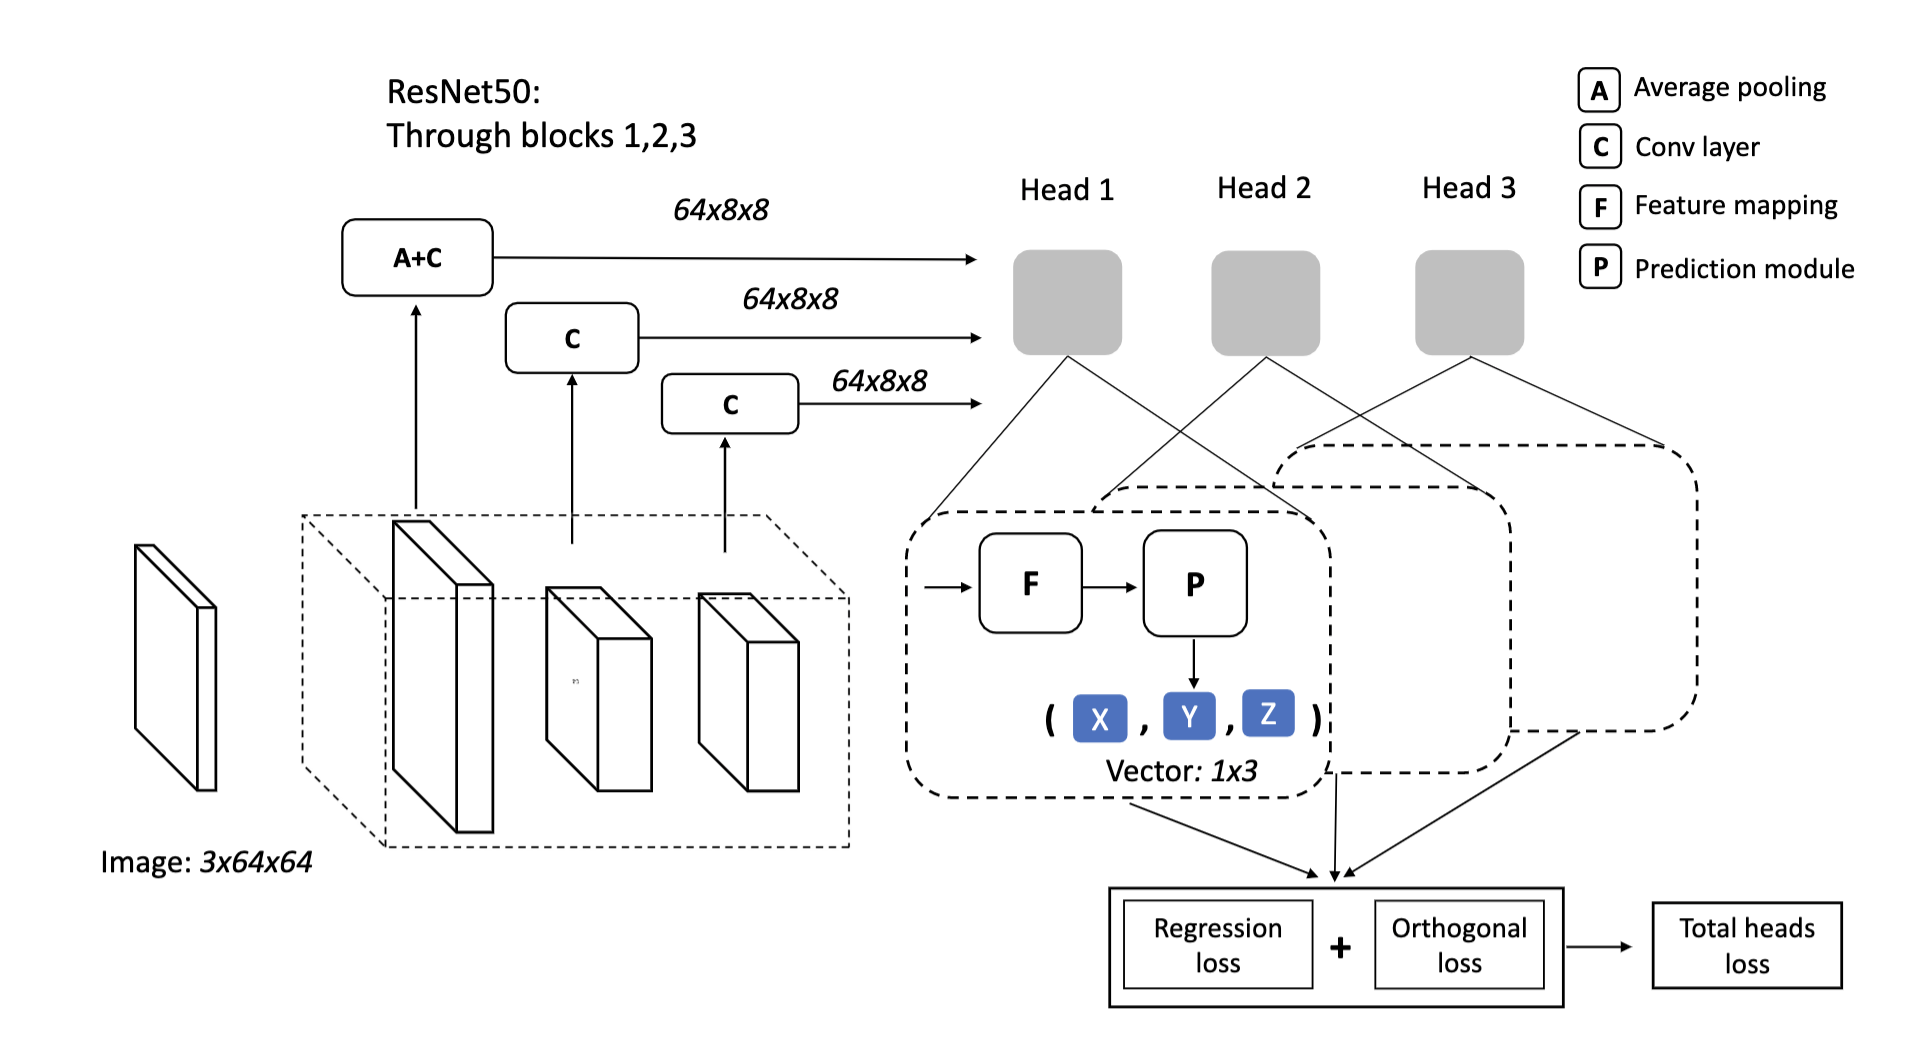 ResNet50:
Through blocks 1,2,3
A Average pooling
C Conv layer
F Feature mapping
P Prediction module
Head 1
Head 2
Head 3
64x8x8
A+C
64x8x8
C
64x8x8
C
F
P
( X , Y , Z )
Vector: 1x3
Image: 3x64x64
Regression
loss
+
Orthogonal
loss
Total heads
loss